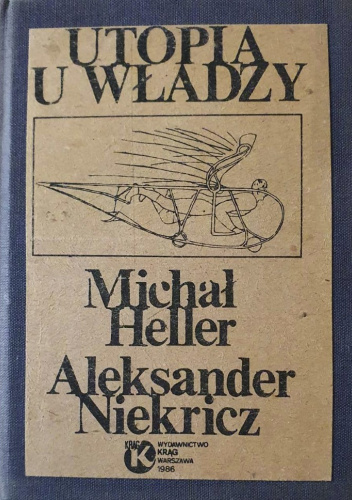 UTOPIA
U WŁADZY
Michał
Heller
Aleksander
Niekricz
KRĄG
K
WYDAWNICTWO
KRĄG
WARSZAWA
1986